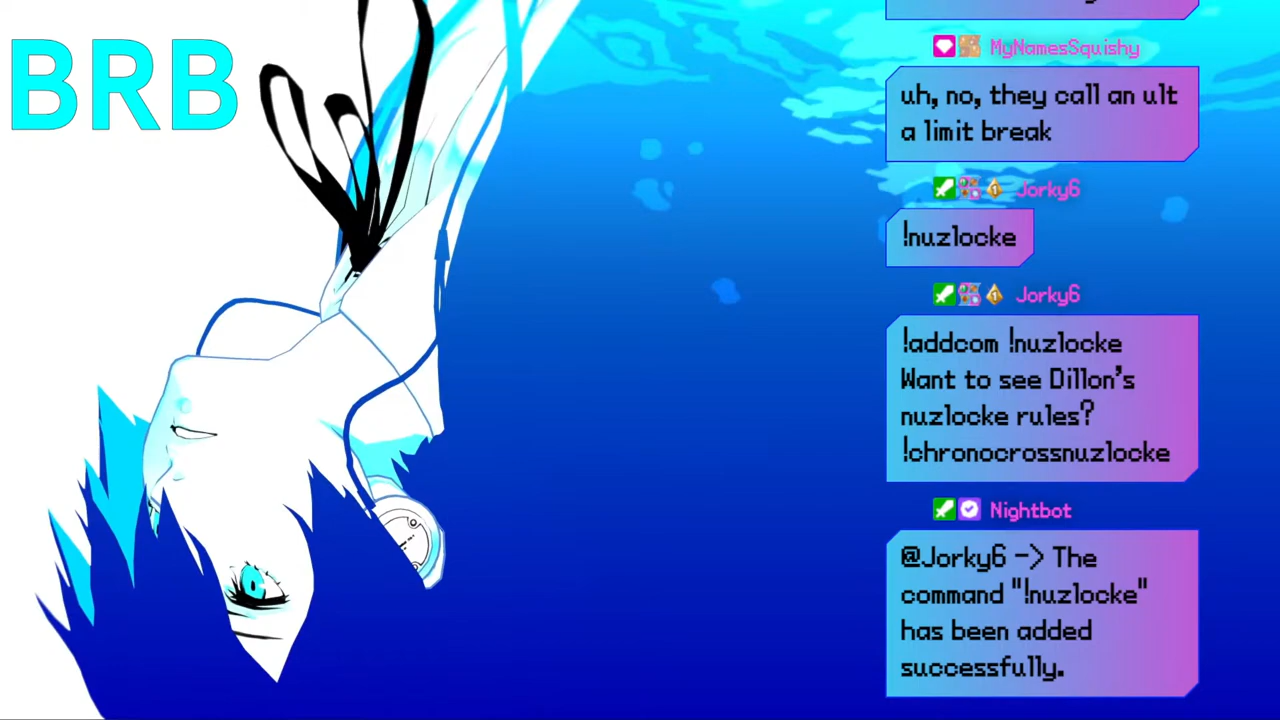 BRB
MyNamesSquishy
uh, no, they call an ult
a limit break
Jorky6
!nuzlocke
Jorky6
!addcom !nuzlocke
Want to see Dillon's
nuzlocke rules?
!chronocrossnuzlocke
Nightbot
@Jorky6 -> The
command "!nuzlocke"
has been added
successfully.